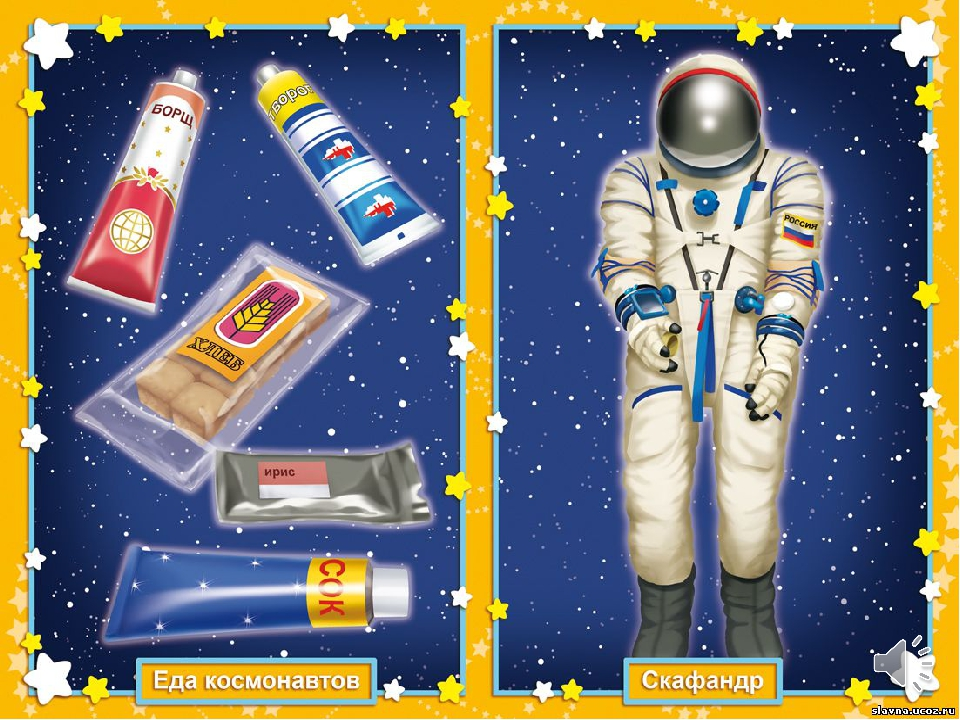 БОРЩ
творог
ХЛЕБ
ирис
СОК
Еда космонавтов
РОССИЯ
Скафандр
slavna.ucoz.ru